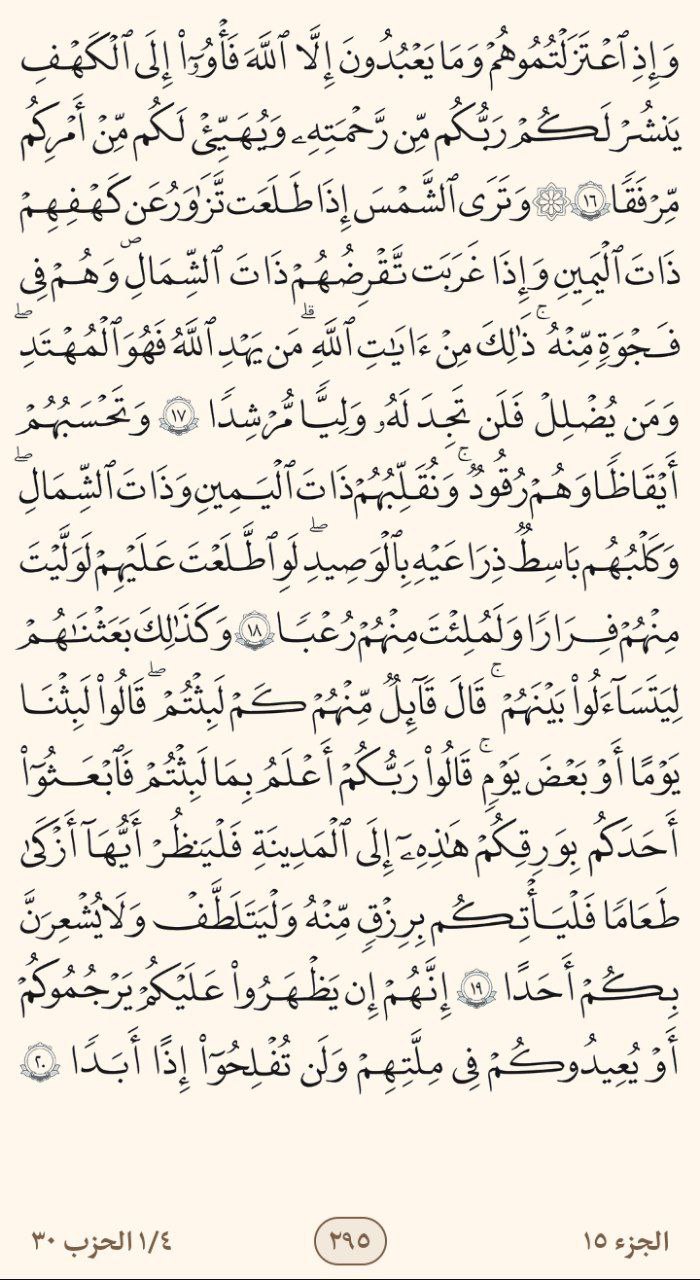 وَإِذِ ٱعۡتَزَلۡتُمُوهُمۡ وَمَا يَعۡبُدُونَ إِلَّا ٱللَّهَ فَأۡوُۥٓاْ إِلَى ٱلۡكَهۡفِ
يَنشُرۡ لَكُمۡ رَبُّكُم مِّن رَّحۡمَتِهِۦ وَيُهَيِّئۡ لَكُم مِّنۡ أَمۡرِكُم
مِّرۡفَقٗا ١٦ ۞ وَتَرَى ٱلشَّمۡسَ إِذَا طَلَعَت تَّزَٰوَرُ عَن كَهۡفِهِمۡ
ذَاتَ ٱلۡيَمِينِ وَإِذَا غَرَبَت تَّقۡرِضُهُمۡ ذَاتَ ٱلشِّمَالِ وَهُمۡ فِي
فَجۡوَةٖ مِّنۡهُۚ ذَٰلِكَ مِنۡ ءَايَٰتِ ٱللَّهِۗ مَن يَهۡدِ ٱللَّهُ فَهُوَ ٱلۡمُهۡتَدِۖ
وَمَن يُضۡلِلۡ فَلَن تَجِدَ لَهُۥ وَلِيّٗا مُّرۡشِدٗا ١٧ وَتَحۡسَبُهُمۡ
أَيۡقَاظٗا وَهُمۡ رُقُودٞۚ وَنُقَلِّبُهُمۡ ذَاتَ ٱلۡيَمِينِ وَذَاتَ ٱلشِّمَالِۖ
وَكَلۡبُهُم بَٰسِطٞ ذِرَاعَيۡهِ بِٱلۡوَصِيدِۚ لَوِ ٱطَّلَعۡتَ عَلَيۡهِمۡ لَوَلَّيۡتَ
مِنۡهُمۡ فِرَارٗا وَلَمُلِئۡتَ مِنۡهُمۡ رُعۡبٗا ١٨ وَكَذَٰلِكَ بَعَثۡنَٰهُمۡ
لِيَتَسَآءَلُواْ بَيۡنَهُمۡۚ قَالَ قَآئِلٞ مِّنۡهُمۡ كَمۡ لَبِثۡتُمۡۖ قَالُواْ لَبِثۡنَا
يَوۡمًا أَوۡ بَعۡضَ يَوۡمٖۚ قَالُواْ رَبُّكُمۡ أَعۡلَمُ بِمَا لَبِثۡتُمۡ فَٱبۡعَثُوٓاْ
أَحَدَكُم بِوَرِقِكُمۡ هَٰذِهِۦٓ إِلَى ٱلۡمَدِينَةِ فَلۡيَنظُرۡ أَيُّهَآ أَزۡكَىٰ
طَعَامٗا فَلۡيَأۡتِكُم بِرِزۡقٖ مِّنۡهُ وَلۡيَتَلَطَّفۡ وَلَا يُشۡعِرَنَّ
بِكُمۡ أَحَدًا ١٩ إِنَّهُمۡ إِن يَظۡهَرُواْ عَلَيۡكُمۡ يَرۡجُمُوكُمۡ
أَوۡ يُعِيدُوكُمۡ فِي مِلَّتِهِمۡ وَلَن تُفۡلِحُوٓاْ إِذًا أَبَدٗا ٢٠
الجزء ١٥
٢٩٥
١/٤ الحزب ٣٠